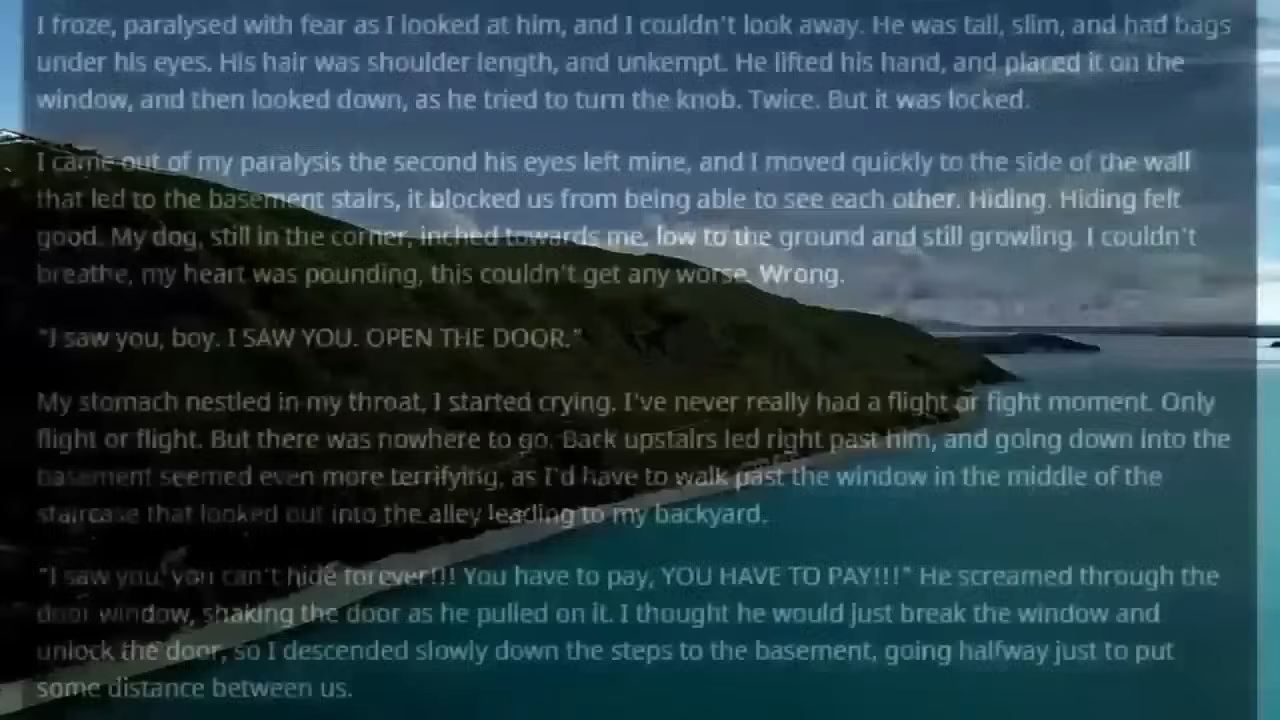 I froze, paralysed with fear as I looked at him, and I couldn't look away. He was tall, slim, and had bags
under his eyes. His hair was shoulder length, and unkempt. He lifted his hand, and placed it on the
window, and then looked down, as he tried to turn the knob. Twice. But it was locked.
I came out of my paralysis the second his eyes left mine, and I moved quickly to the side of the wall
that led to the basement stairs, it blocked us from being able to see each other. Hiding. Hiding felt
good. My dog, still in the corner, inched towards me, low to the ground and still growling. I couldn't
breathe, my heart was pounding, this couldn't get any worse. Wrong.
"I saw you, boy. I SAW YOU. OPEN THE DOOR."
My stomach nestled in my throat, I started crying. I've never really had a flight or fight moment. Only
flight or flight. But there was nowhere to go. Back upstairs led right past him, and going down into the
basement seemed even more terrifying, as I'd have to walk past the window in the middle of the
staircase that looked out into the alley leading to my backyard.
"I saw you, you can't hide forever!!! You have to pay, YOU HAVE TO PAY!!!" He screamed through the
door window, shaking the door as he pulled on it. I thought he would just break the window and
unlock the door, so I descended slowly down the steps to the basement, going halfway just to put
some distance between us.